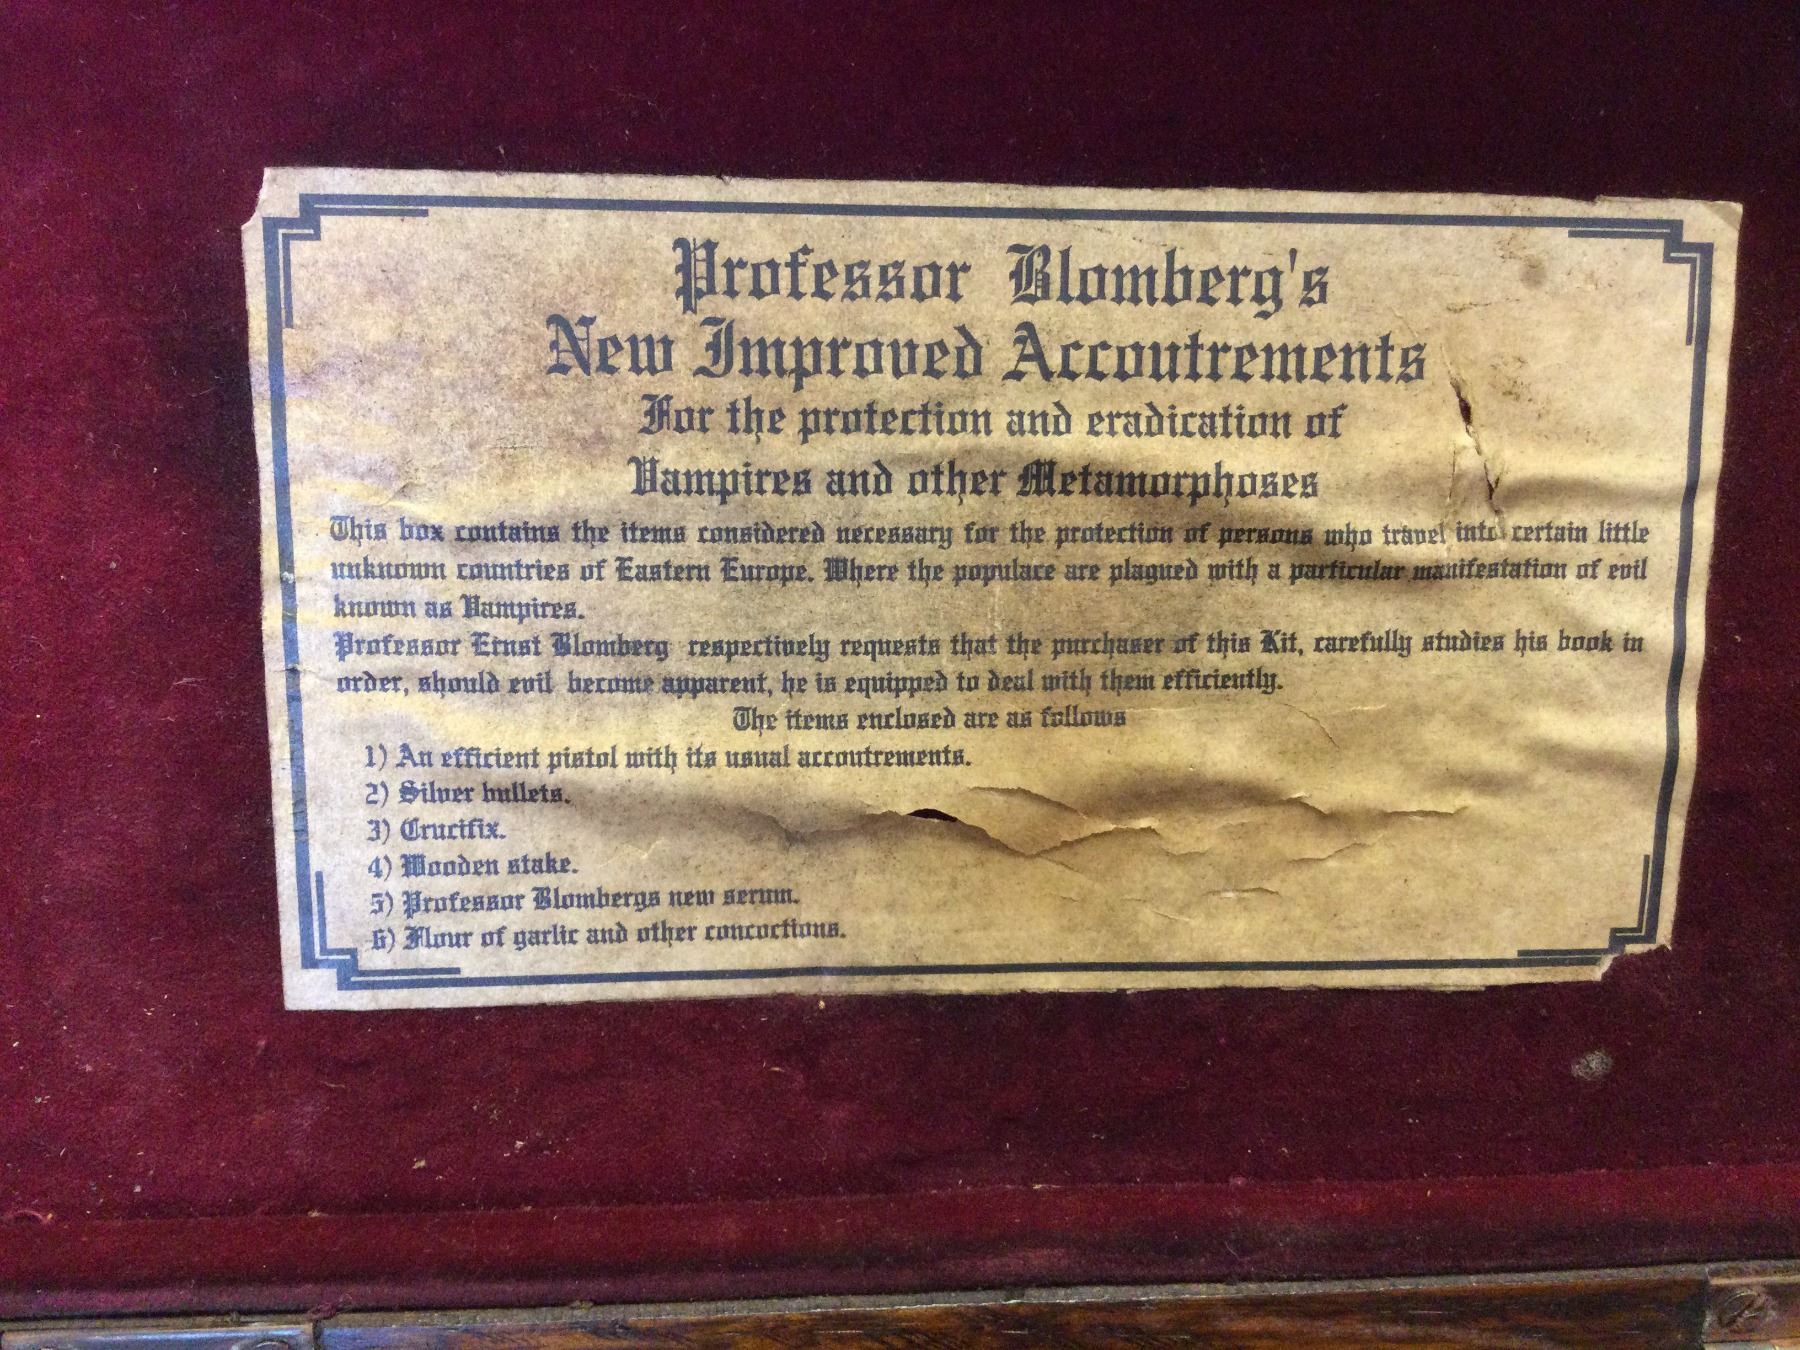 Professor Blomberg's
New Improved Accoutrements
For the protection and eradication of
Vampires and other Metamorphoses
This box contains the items considered necessary for the protection of persons who travel into certain little
unknown countries of Eastern Europe. Where the populace are plagued with a particular manifestation of evil
known as Vampires.
Professor Ernst Blomberg respectively requests that the purchaser of this Kit, carefully studies his book in
order, should evil become apparent, he is equipped to deal with them efficiently.
The items enclosed are as follows
1) An efficient pistol with its usual accoutrements.
2) Silver bullets.
3) Crucifix.
4) Wooden stake.
5) Professor Blombergs new serum.
6) Flour of garlic and other concoctions.